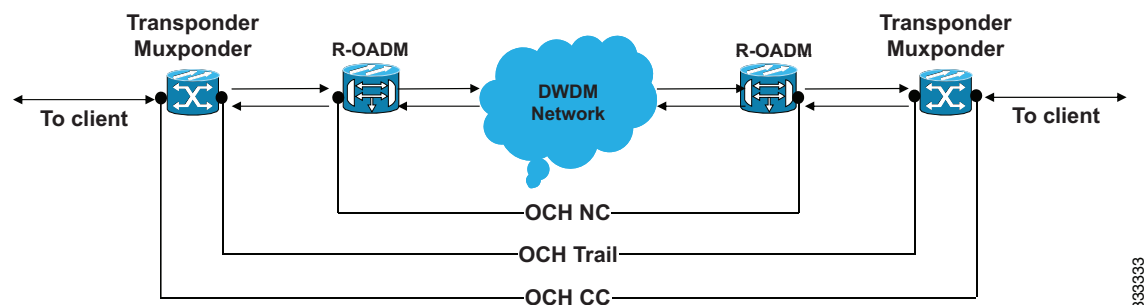 Transponder
Muxponder
R-OADM
DWDM
Network
R-OADM
Transponder
Muxponder
To client
To client
OCH NC
OCH Trail
OCH CC
333333